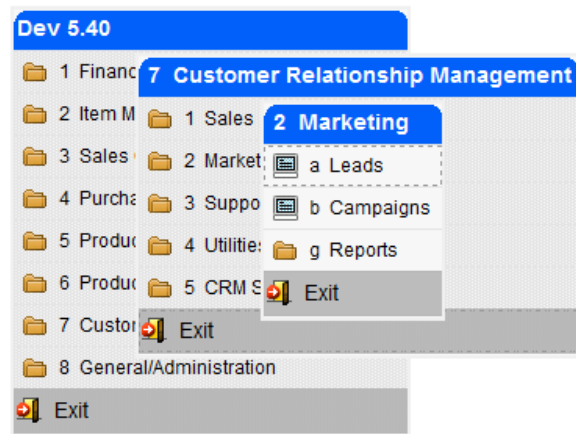 Dev 5.40
1 Financ
2 Item M
3 Sales
4 Purcha
5 Produc
6 Produc
7 Custor
8 General/Administration
Exit
7 Customer Relationship Management
1 Sales
2 Market
3 Suppo
4 Utilities
5 CRM S
Exit
2 Marketing
a Leads
b Campaigns
g Reports
Exit